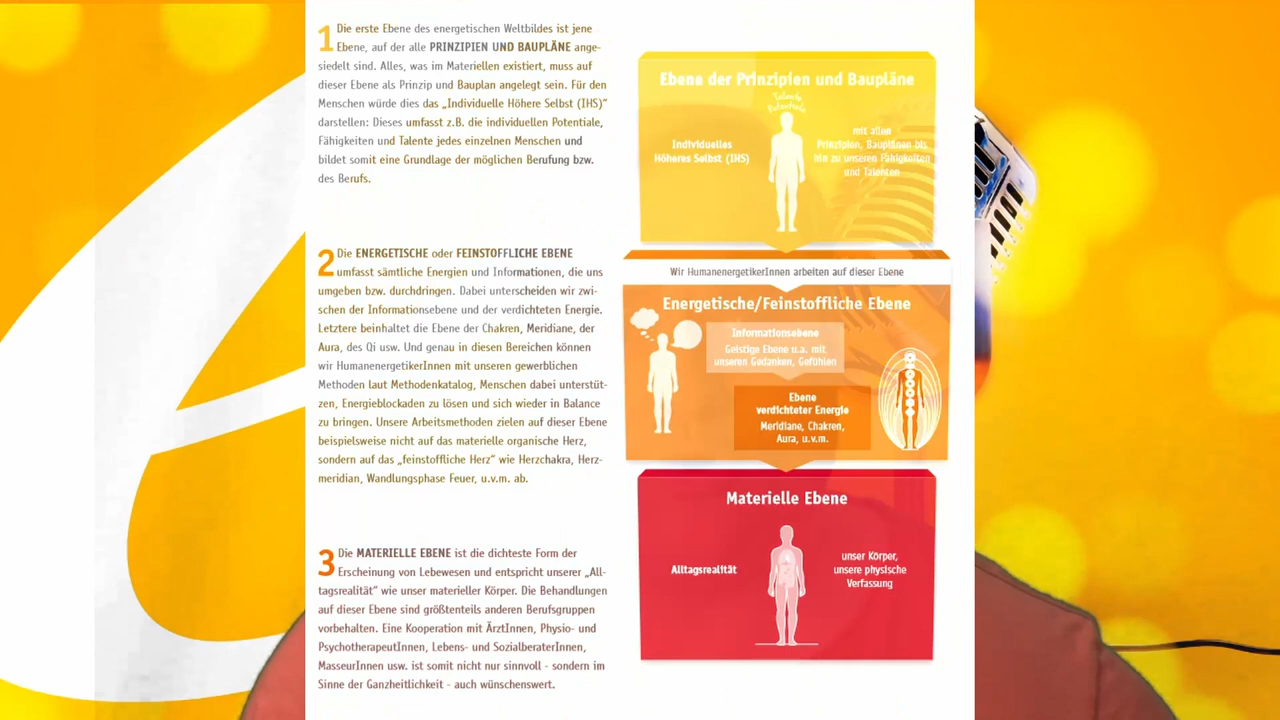 1 Die erste Ebene des energetischen Weltbildes ist jene
Ebene, auf der alle PRINZIPIEN UND BAUPLÄNE ange-
siedelt sind. Alles, was im Materiellen existiert, muss auf
dieser Ebene als Prinzip und Bauplan angelegt sein. Für den
Menschen würde dies das „Individuelle Höhere Selbst (IHS)“
darstellen: Dieses umfasst z.B. die individuellen Potentiale,
Fähigkeiten und Talente jedes einzelnen Menschen und
bildet somit eine Grundlage der möglichen Berufung bzw.
des Berufs.
2 Die ENERGETISCHE oder FEINSTOFFLICHE EBENE
umfasst sämtliche Energien und Informationen, die uns
umgeben bzw. durchdringen. Dabei unterscheiden wir zwi-
schen der Informationsebene und der verdichteten Energie.
Letztere beinhaltet die Ebene der Chakren, Meridiane, der
Aura, des Qi usw. Und genau in diesen Bereichen können
wir HumanenergetikerInnen mit unseren gewerblichen
Methoden laut Methodenkatalog, Menschen dabei unterstüt-
zen, Energieblockaden zu lösen und sich wieder in Balance
zu bringen. Unsere Arbeitsmethoden zielen auf dieser Ebene
beispielsweise nicht auf das materielle organische Herz,
sondern auf das „feinstoffliche Herz“ wie Herzchakra, Herz-
meridian, Wandlungsphase Feuer, u.v.m. ab.
3 Die MATERIELLE EBENE ist die dichteste Form der
Erscheinung von Lebewesen und entspricht unserer „All-
tagsrealität“ wie unser materieller Körper. Die Behandlungen
auf dieser Ebene sind größtenteils anderen Berufsgruppen
vorbehalten. Eine Kooperation mit ÄrztInnen, Physio- und
PsychotherapeutInnen, Lebens- und SozialberaterInnen,
MasseurInnen usw. ist somit nicht nur sinnvoll - sondern im
Sinne der Ganzheitlichkeit - auch wünschenswert.
Ebene der Prinzipien und Baupläne
Talente
Potentiale
Individuelles
Höheres Selbst (IHS)
mit allen
Prinzipien, Bauplänen bis
hin zu unseren Fähigkeiten
und Talenten
Wir HumanenergetikerInnen arbeiten auf dieser Ebene
Energetische/Feinstoffliche Ebene
Informationsebene
Geistige Ebene u.a. mit
unseren Gedanken, Gefühlen
Ebene
verdichteter Energie
Meridiane, Chakren,
Aura, u.v.m.
Materielle Ebene
Alltagsrealität
unser Körper,
unsere physische
Verfassung